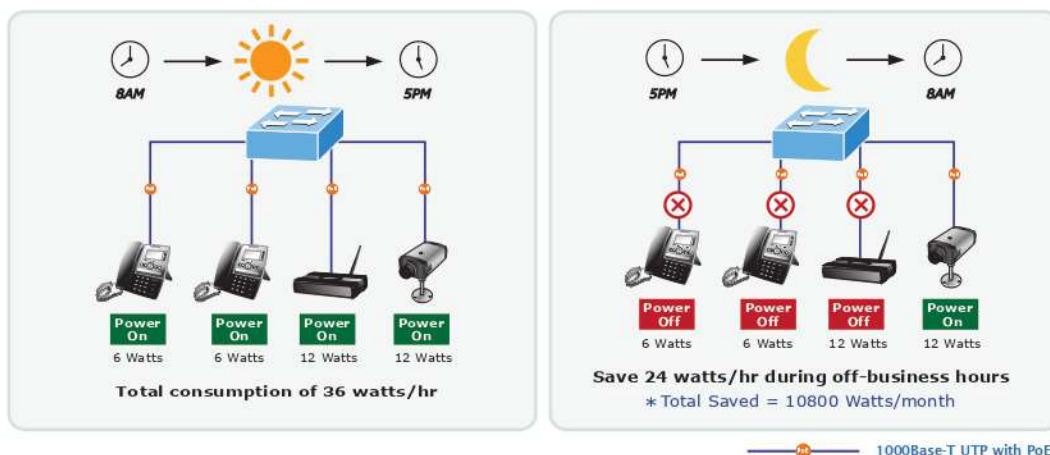 8AM
5PM
Power
On
6 Watts
Power
On
6 Watts
Power
On
12 Watts
Power
On
12 Watts
Total consumption of 36 watts/hr
5PM
8AM
Power
Off
6 Watts
Power
Off
6 Watts
Power
Off
12 Watts
Power
On
12 Watts
Save 24 watts/hr during off-business hours
* Total Saved = 10800 Watts/month
1000Base-T UTP with PoE